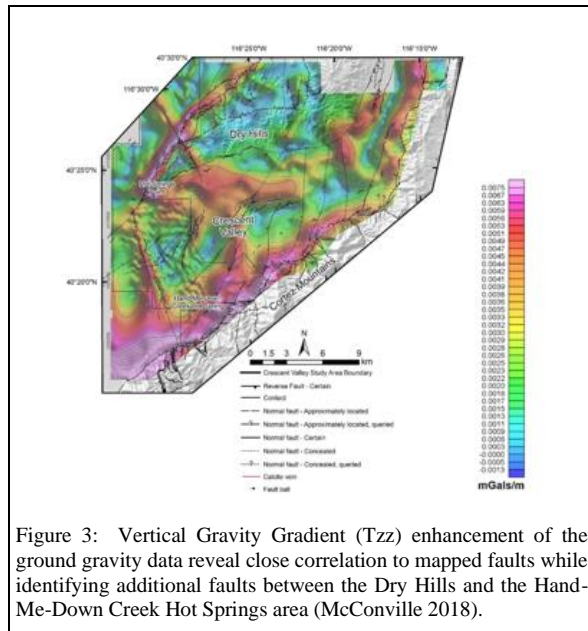 116°25'0"W
116°20'0"W
116°15'0"W
40°30'0"N
116°30'0"W
Dry Hills
40°25'0"N
Crescent
Valley
40°20'0"N
Cortez Mountains
N
0 1.5 3 6 9
km
Crescent Valley Study Area Boundary
Reverse Fault - Certain
Contact
Normal fault - Approximately located
Normal fault - Approximately located, queried
Normal fault - Certain
Normal fault - Concealed
Normal fault - Concealed, queried
Calcite vein
Fault ball
0.0075
0.0067
0.0063
0.0059
0.0057
0.0053
0.0051
0.0049
0.0047
0.0045
0.0044
0.0042
0.0040
0.0039
0.0037
0.0036
0.0035
0.0033
0.0032
0.0030
0.0029
0.0028
0.0026
0.0025
0.0023
0.0022
0.0020
0.0019
0.0017
0.0015
0.0014
0.0012
0.0010
0.0008
0.0006
0.0003
-0.0000
-0.0005
-0.0013
mGals/m
Figure 3: Vertical Gravity Gradient (Tzz) enhancement of the
ground gravity data reveal close correlation to mapped faults while
identifying additional faults between the Dry Hills and the Hand-
Me-Down Creek Hot Springs area (McConville 2018).